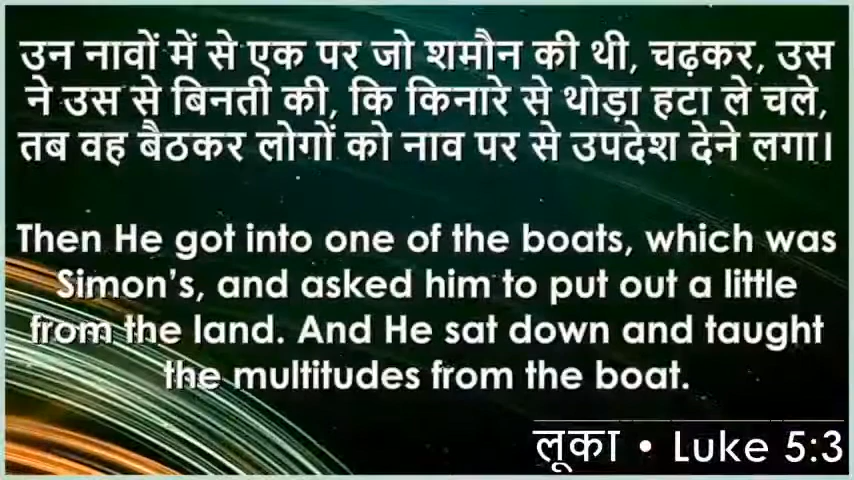 उन नावों में से एक पर जो शमौन की थी, चढ़कर, उस
ने उस से बिनती की, कि किनारे से थोड़ा हटा ले चले,
तब वह बैठकर लोगों को नाव पर से उपदेश देने लगा।
Then He got into one of the boats, which was
Simon’s, and asked him to put out a little
from the land. And He sat down and taught
the multitudes from the boat.
लूका • Luke 5:3